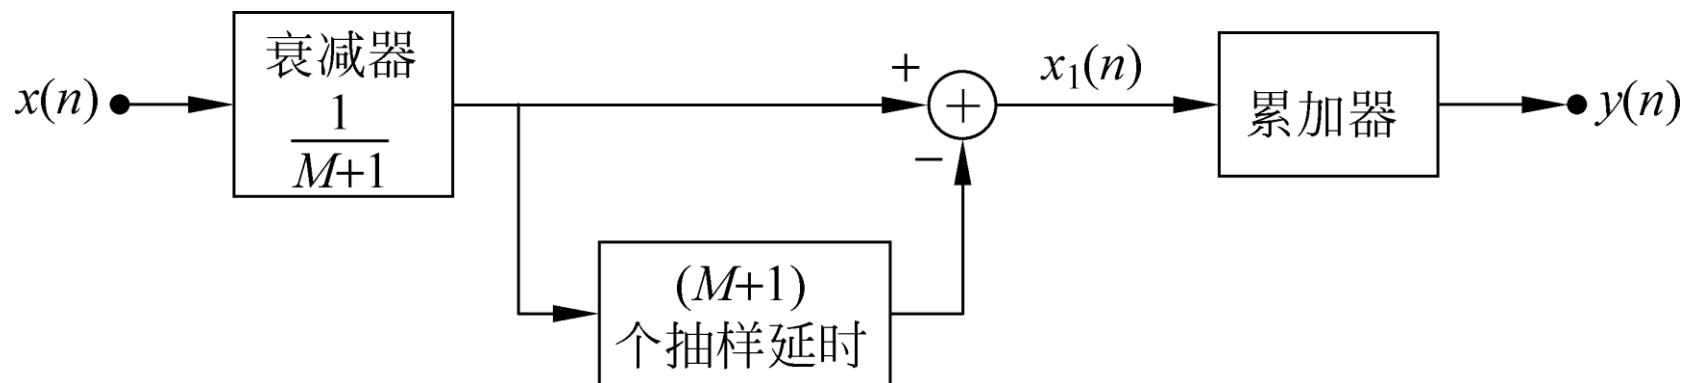 x(n)
衰减器
1
M+1
+
+
−
x₁(n)
累加器
y(n)
(M+1)
个抽样延时